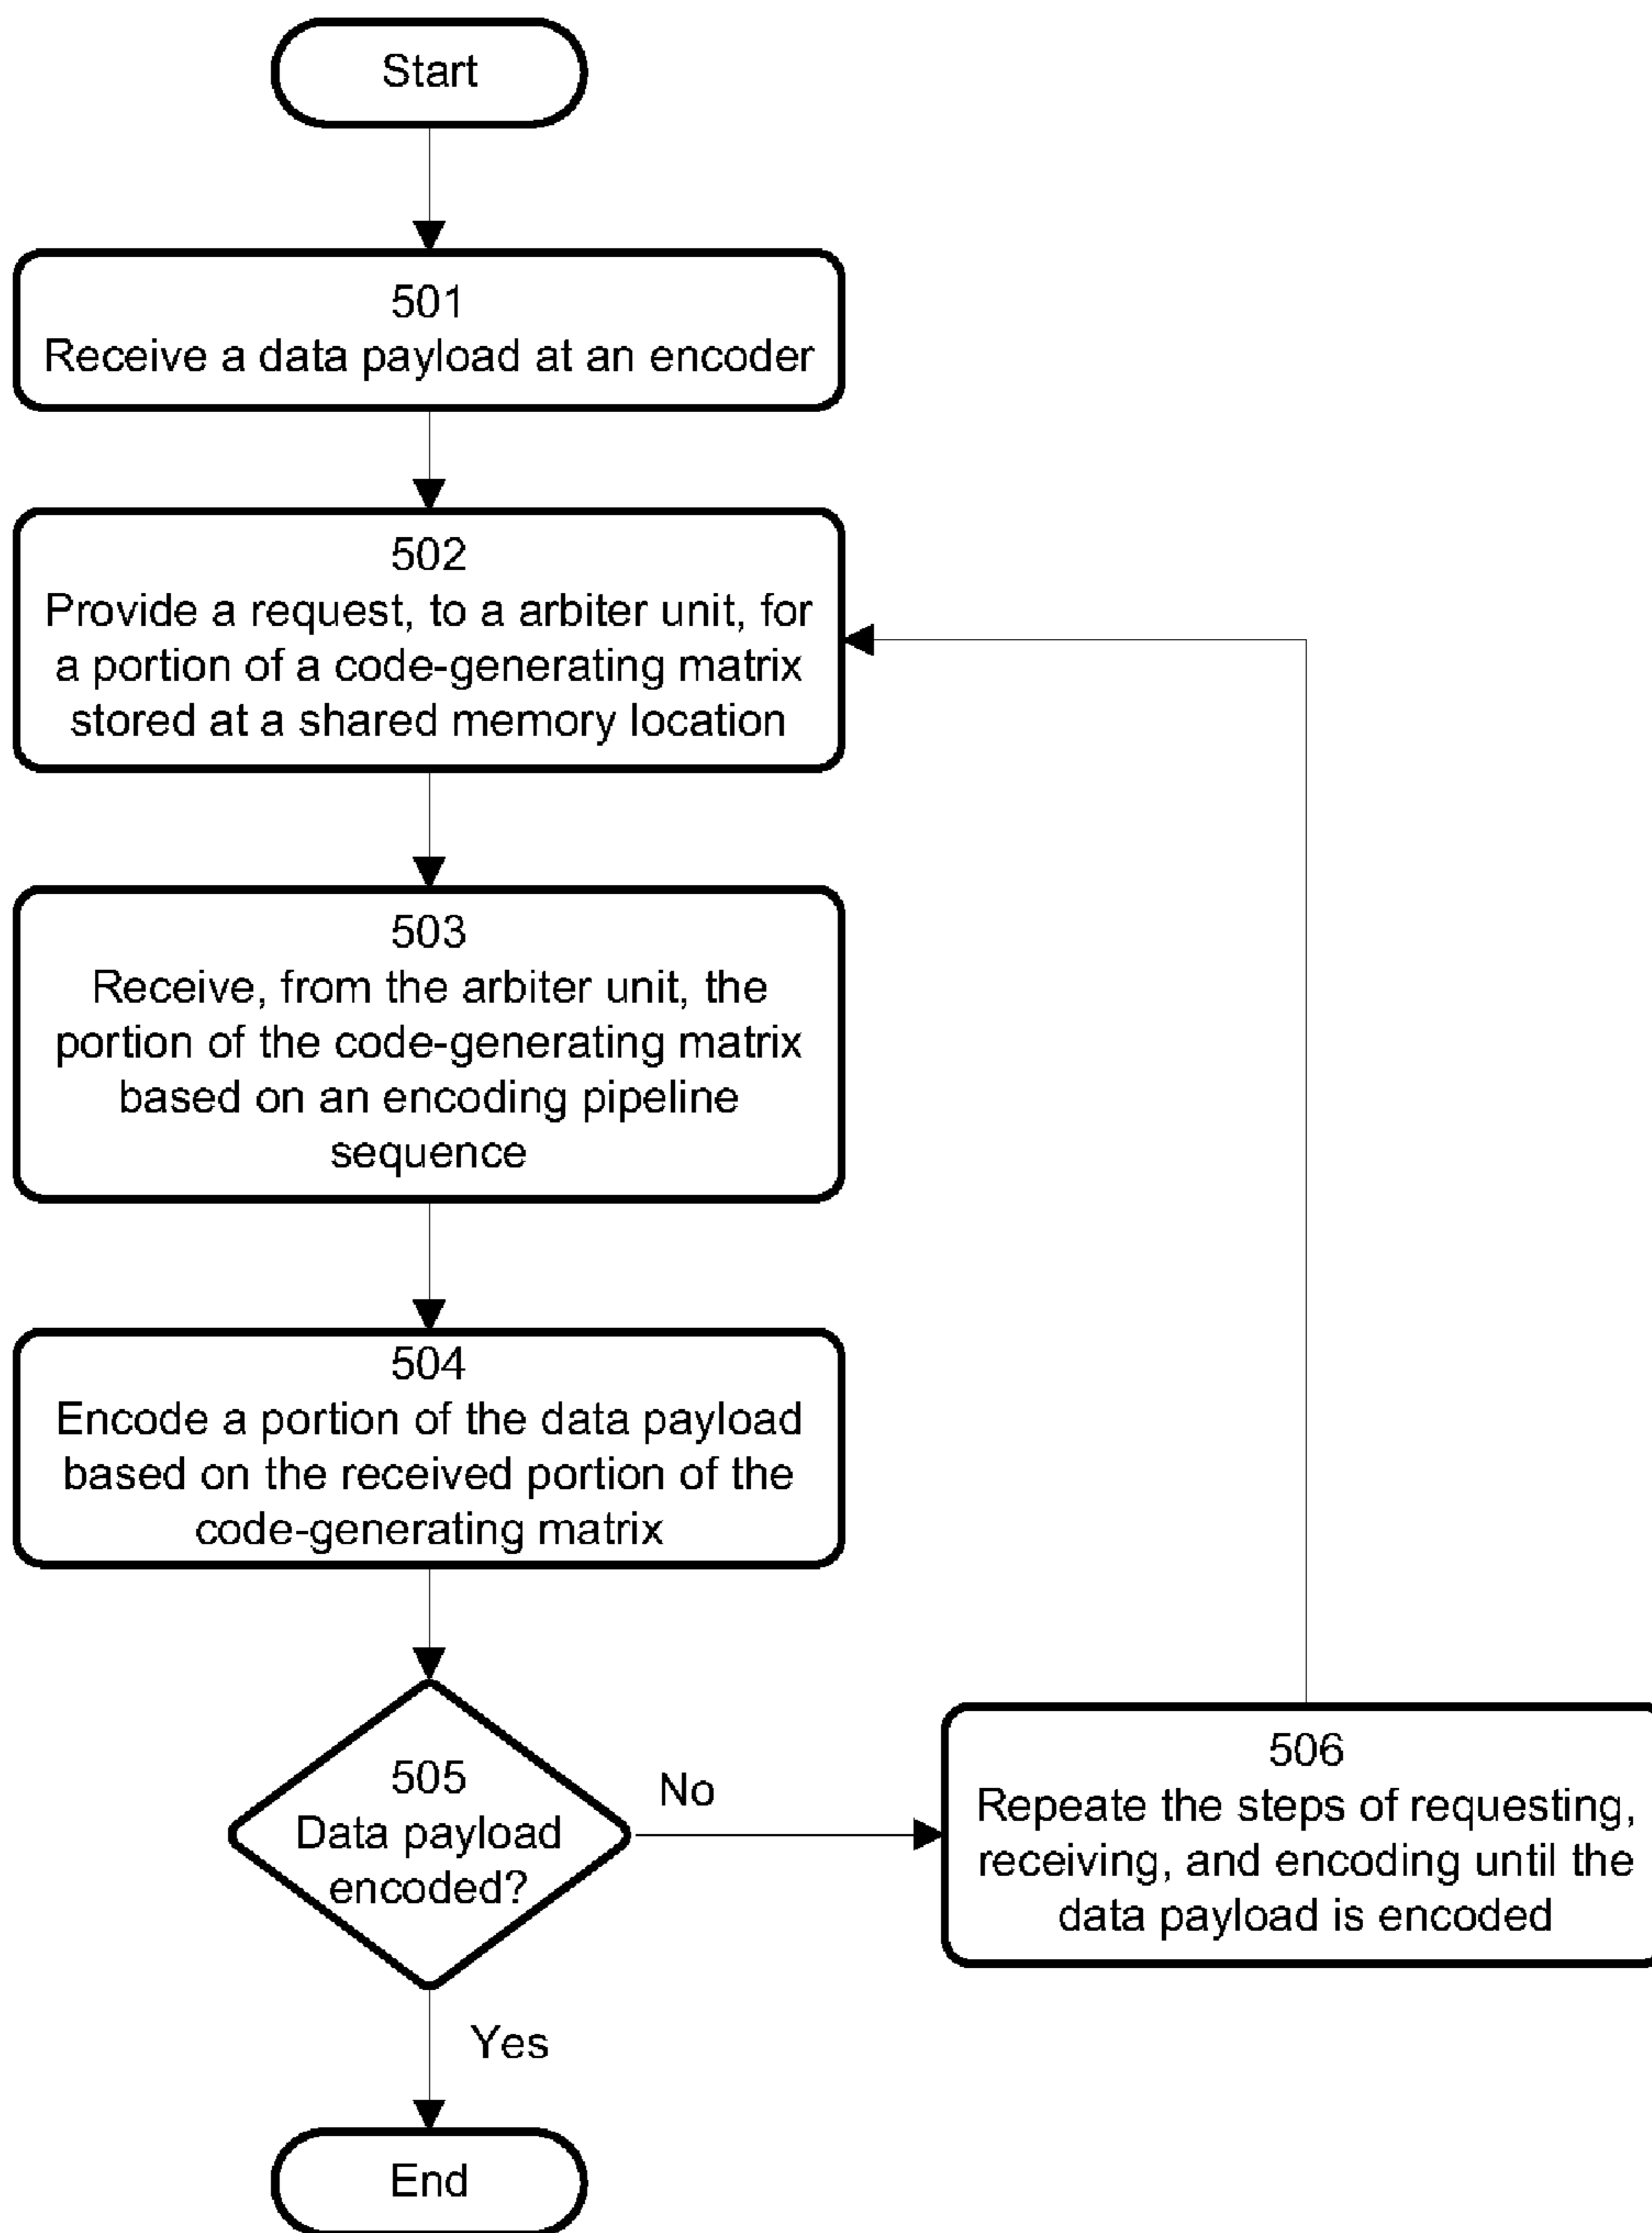 Start
501
Receive a data payload at an encoder
502
Provide a request, to a arbiter unit, for
a portion of a code-generating matrix
stored at a shared memory location
503
Receive, from the arbiter unit, the
portion of the code-generating matrix
based on an encoding pipeline
sequence
504
Encode a portion of the data payload
based on the received portion of the
code-generating matrix
505
Data payload
encoded?
No
506
Repeate the steps of requesting,
receiving, and encoding until the
data payload is encoded
Yes
End